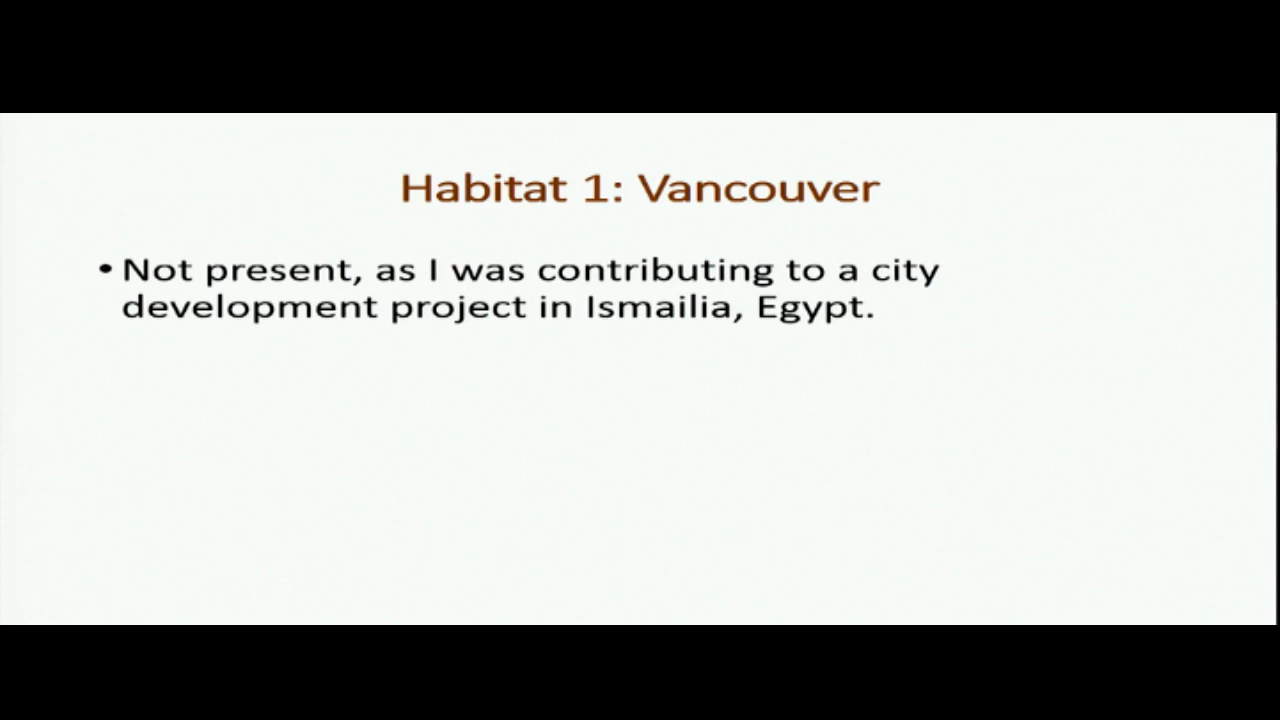 Habitat 1: Vancouver
• Not present, as I was contributing to a city
development project in Ismailia, Egypt.